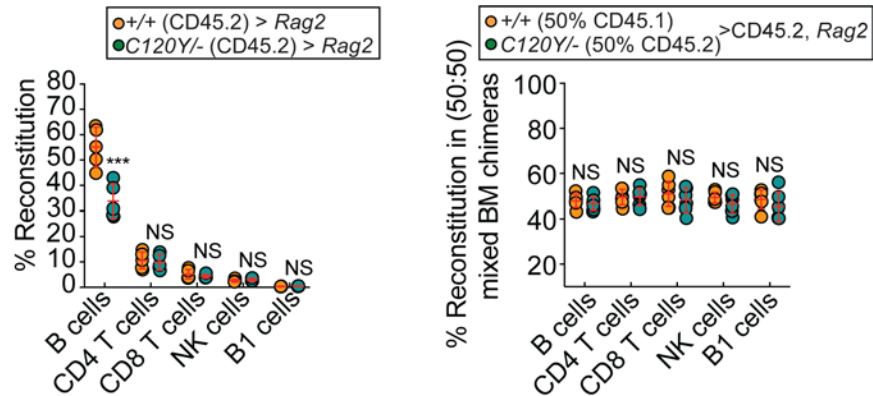 +/+ (CD45.2) > Rag2
C120Y/- (CD45.2) > Rag2
% Reconstitution
80
70
60
50
40
30
20
10
0
***
NS
NS
NS
NS
B cells
CD4 T cells
CD8 T cells
NK cells
B1 cells
+/+ (50% CD45.1)
C120Y/- (50% CD45.2)
>CD45.2, Rag2
% Reconstitution in (50:50)
mixed BM chimeras
100
80
60
40
20
NS
NS
NS
NS
NS
B cells
CD4 T cells
CD8 T cells
NK cells
B1 cells